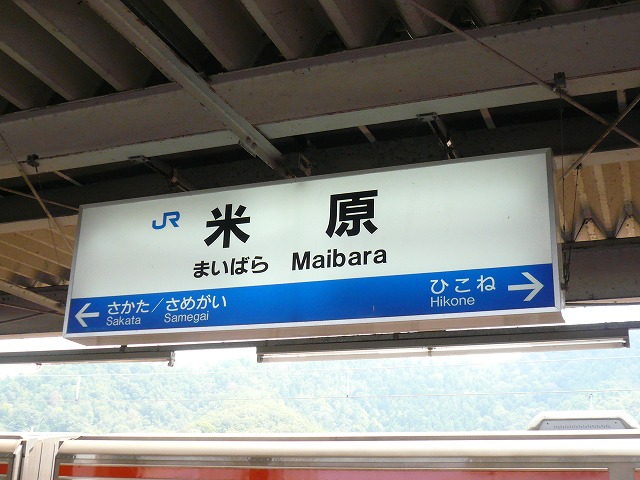 JR 米原
まいばら Maibara
← さかた／さめがい ひこね →
Sakata Samegai Hikone